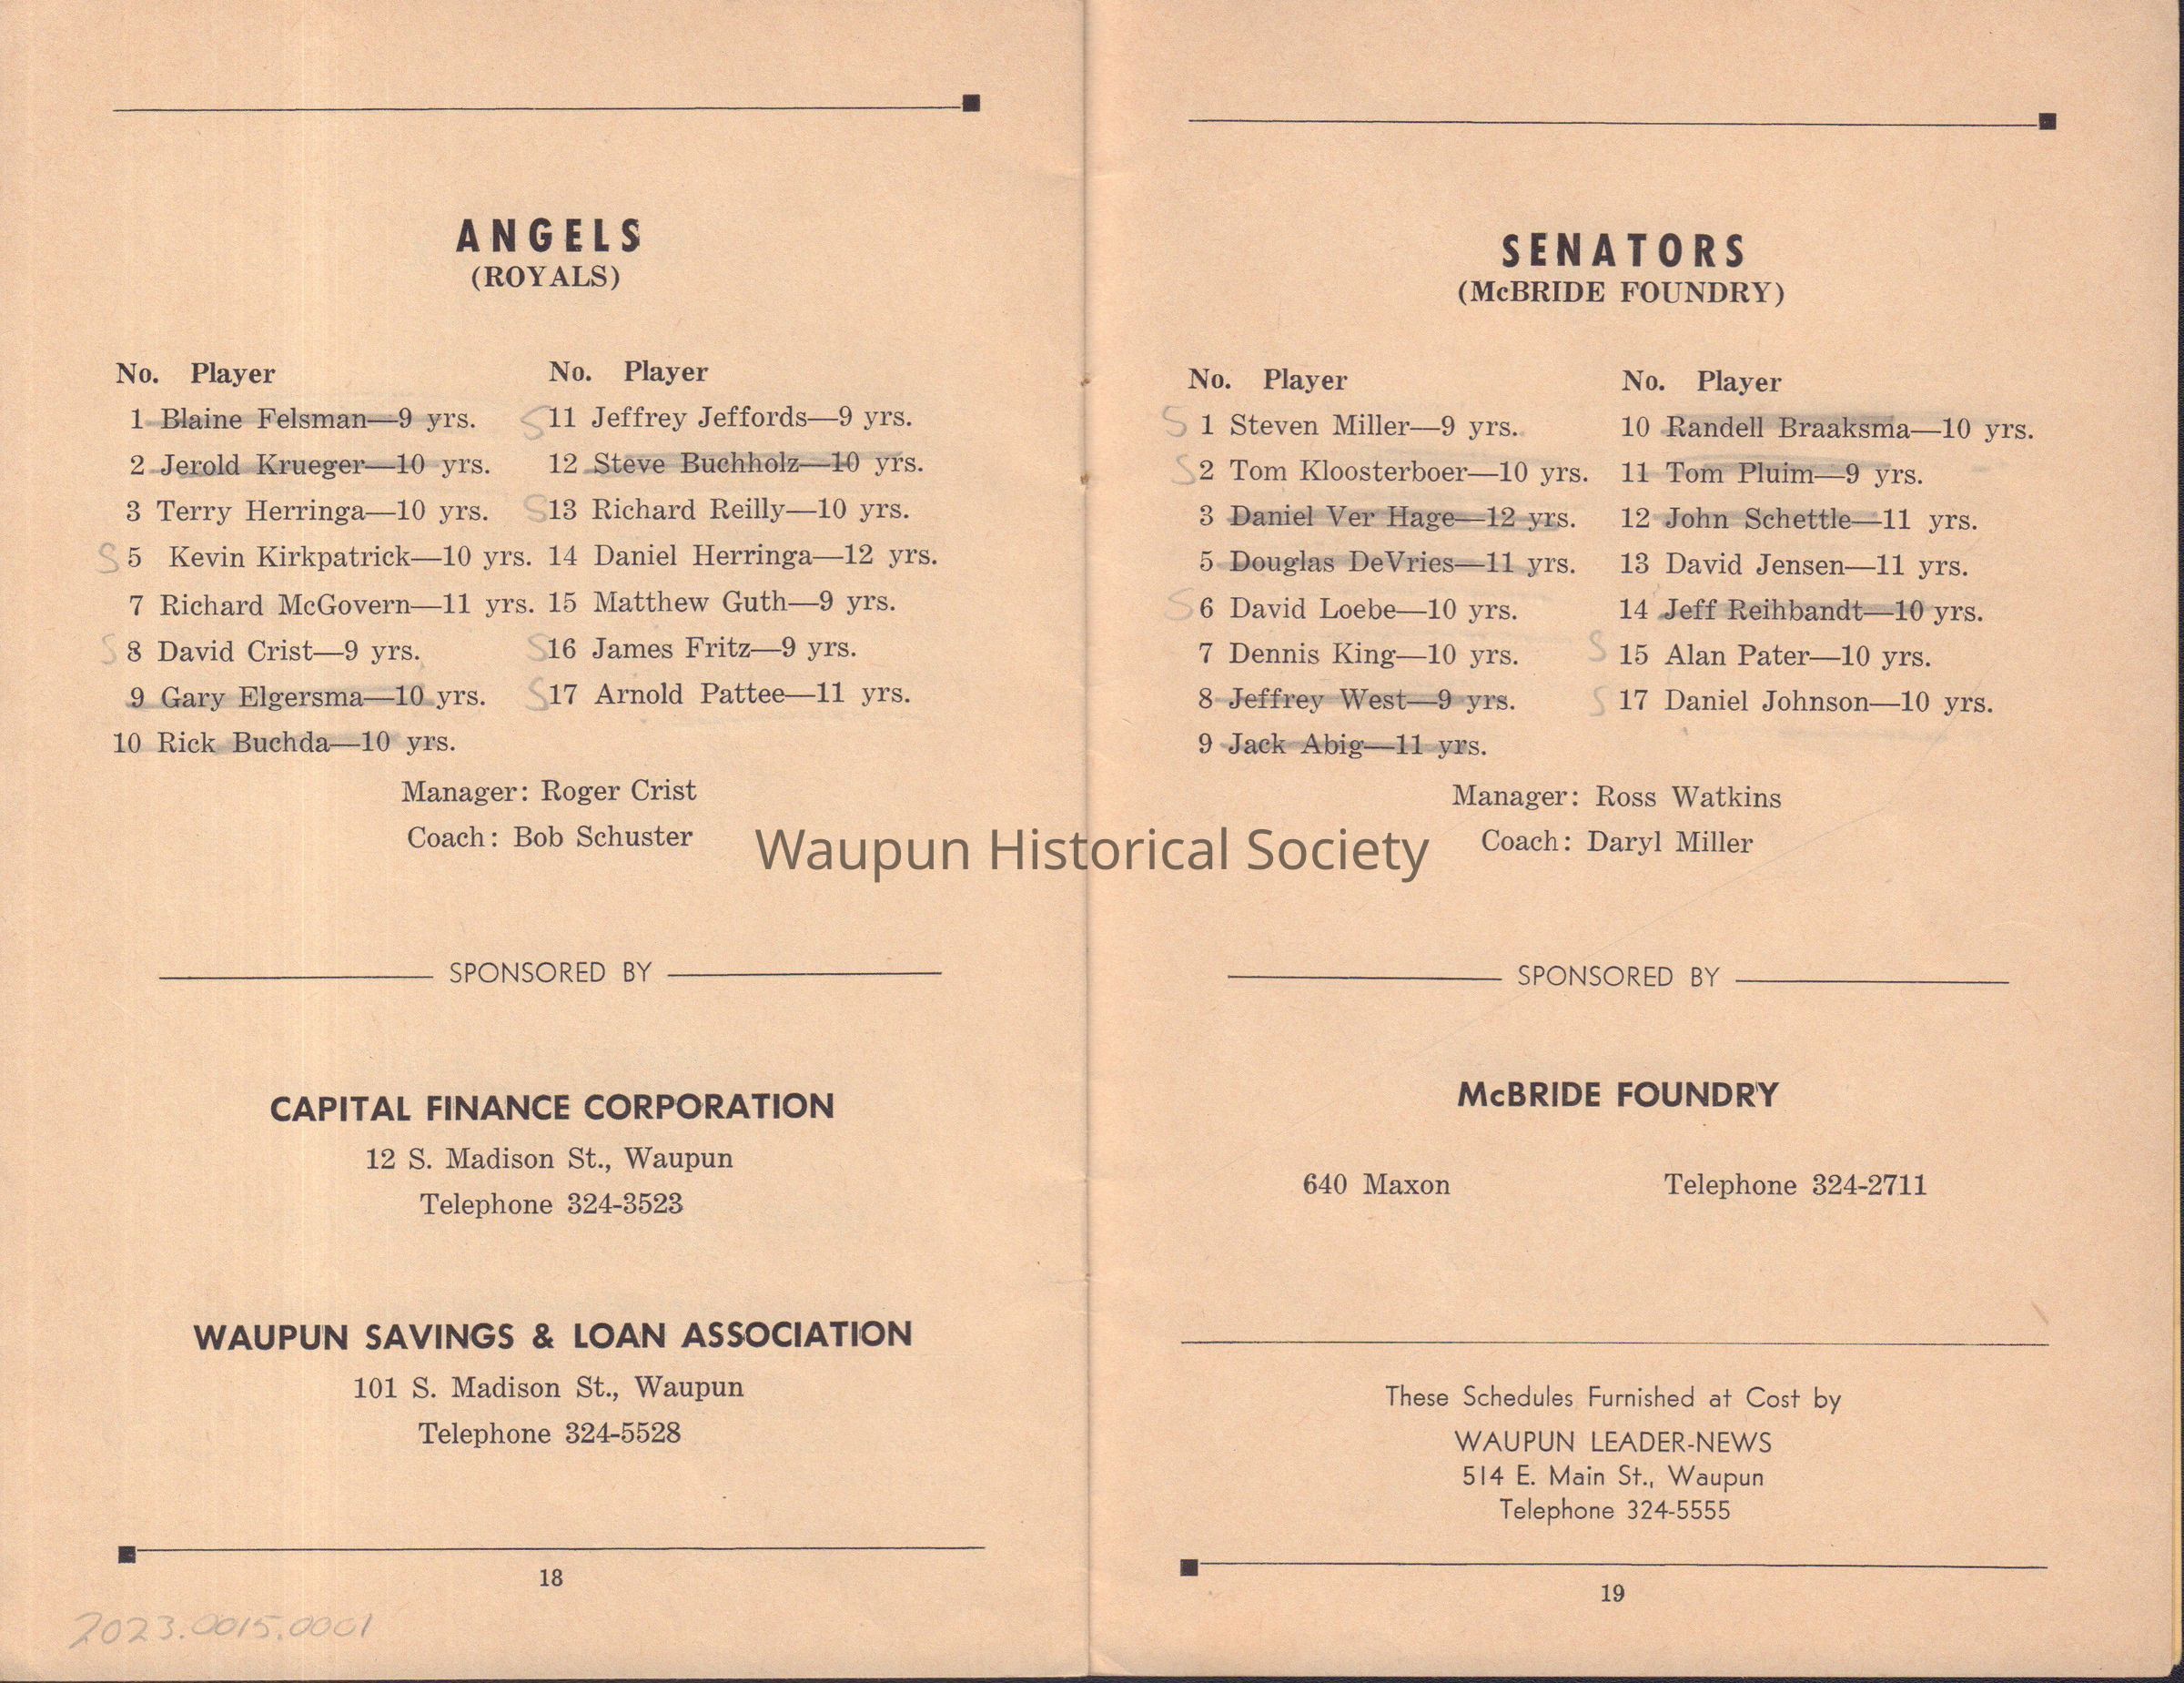 ANGELS
(ROYALS)
No. Player No. Player
1 Blaine Felsman—9 yrs. S 11 Jeffrey Jeffords—9 yrs.
2 Jerold Krueger—10 yrs. 12 Steve Buchholz—10 yrs.
3 Terry Herringa—10 yrs. S 13 Richard Reilly—10 yrs.
S 5 Kevin Kirkpatrick—10 yrs. 14 Daniel Herringa—12 yrs.
7 Richard McGovern—11 yrs. 15 Matthew Guth—9 yrs.
S 8 David Crist—9 yrs. S 16 James Fritz—9 yrs.
9 Gary Elgersma—10 yrs. S 17 Arnold Pattee—11 yrs.
10 Rick Buchda—10 yrs.
Manager: Roger Crist
Coach: Bob Schuster
SPONSORED BY
CAPITAL FINANCE CORPORATION
12 S. Madison St., Waupun
Telephone 324-3523
WAUPUN SAVINGS & LOAN ASSOCIATION
101 S. Madison St., Waupun
Telephone 324-5528
18
2023.0015.0001
Waupun Historical Society
SENATORS
(McBRIDE FOUNDRY)
No. Player No. Player
S 1 Steven Miller—9 yrs. 10 Randell Braaksma—10 yrs.
S 2 Tom Kloosterboer—10 yrs. 11 Tom Pluim—9 yrs.
3 Daniel Ver Hage—12 yrs. 12 John Schettle—11 yrs.
5 Douglas DeVries—11 yrs. 13 David Jensen—11 yrs.
S 6 David Loebe—10 yrs. 14 Jeff Reihbandt—10 yrs.
7 Dennis King—10 yrs. S 15 Alan Pater—10 yrs.
8 Jeffrey West—9 yrs. S 17 Daniel Johnson—10 yrs.
9 Jack Abig—11 yrs.
Manager: Ross Watkins
Coach: Daryl Miller
SPONSORED BY
McBRIDE FOUNDRY
640 Maxon Telephone 324-2711
These Schedules Furnished at Cost by
WAUPUN LEADER-NEWS
514 E. Main St., Waupun
Telephone 324-5555
19